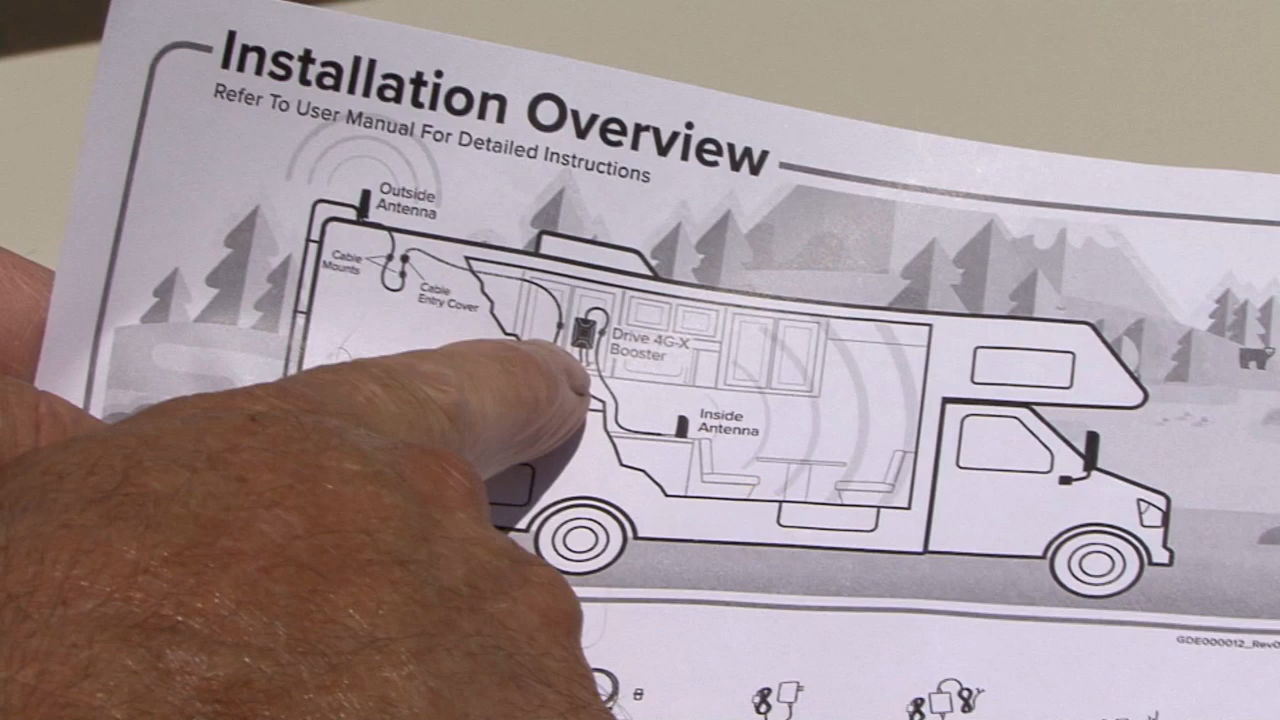 Installation Overview
Refer To User Manual For Detailed Instructions
Outside
Antenna
Cable
Mounts
Cable
Entry Cover
Drive 4G-X
Booster
Inside
Antenna